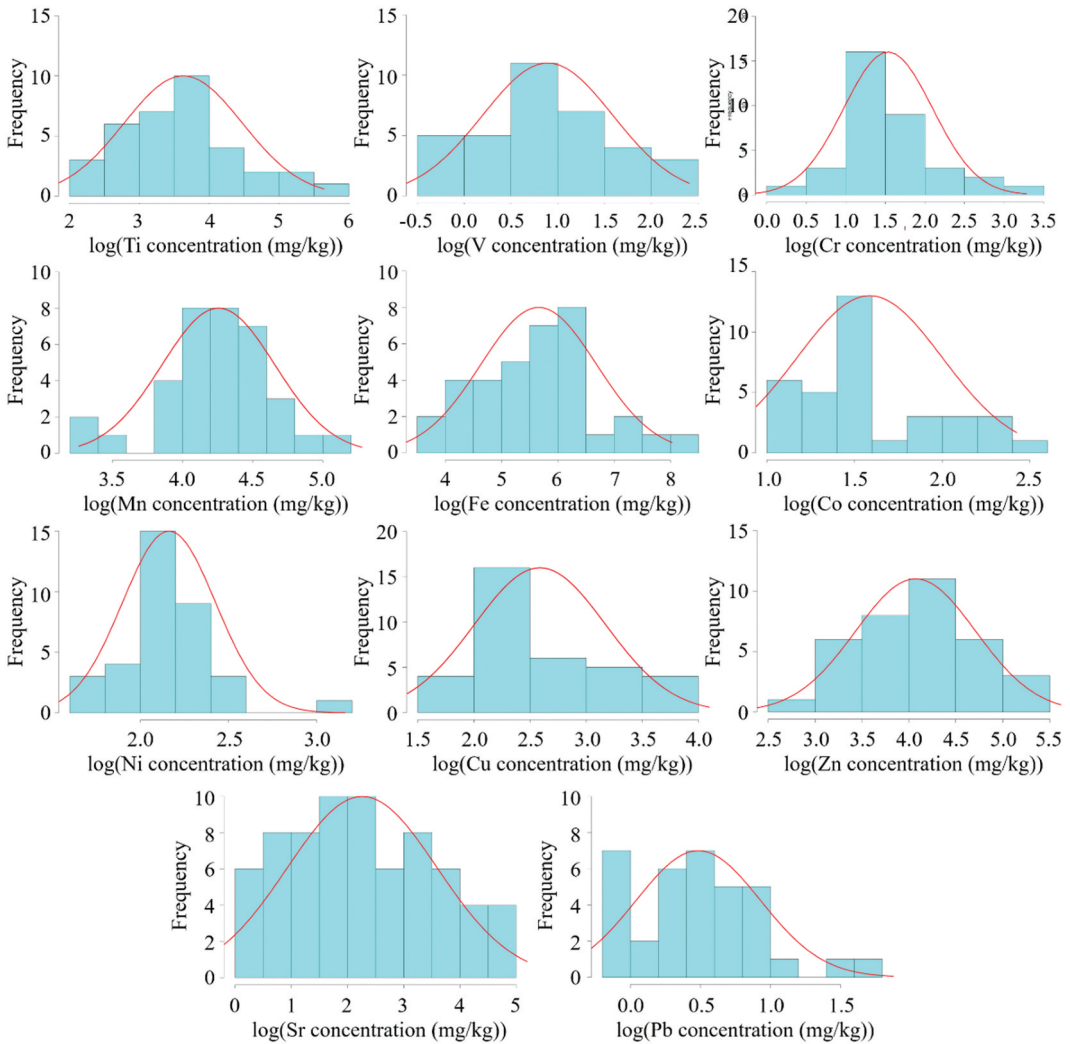 Frequency
15
10
5
0
2 3 4 5 6
log(Ti concentration (mg/kg))
Frequency
15
10
5
0
-0.5 0.0 0.5 1.0 1.5 2.0 2.5
log(V concentration (mg/kg))
Frequency
20
15
10
5
0
0.0 0.5 1.0 1.5 2.0 2.5 3.0 3.5
log(Cr concentration (mg/kg))
Frequency
10
8
6
4
2
0
3.5 4.0 4.5 5.0
log(Mn concentration (mg/kg))
Frequency
10
8
6
4
2
0
4 5 6 7 8
log(Fe concentration (mg/kg))
Frequency
15
10
5
0
1.0 1.5 2.0 2.5
log(Co concentration (mg/kg))
Frequency
15
10
5
0
2.0 2.5 3.0
log(Ni concentration (mg/kg))
Frequency
20
15
10
5
0
1.5 2.0 2.5 3.0 3.5 4.0
log(Cu concentration (mg/kg))
Frequency
15
10
5
0
2.5 3.0 3.5 4.0 4.5 5.0 5.5
log(Zn concentration (mg/kg))
Frequency
10
8
6
4
2
0
0 1 2 3 4 5
log(Sr concentration (mg/kg))
Frequency
10
8
6
4
2
0
0.0 0.5 1.0 1.5
log(Pb concentration (mg/kg))